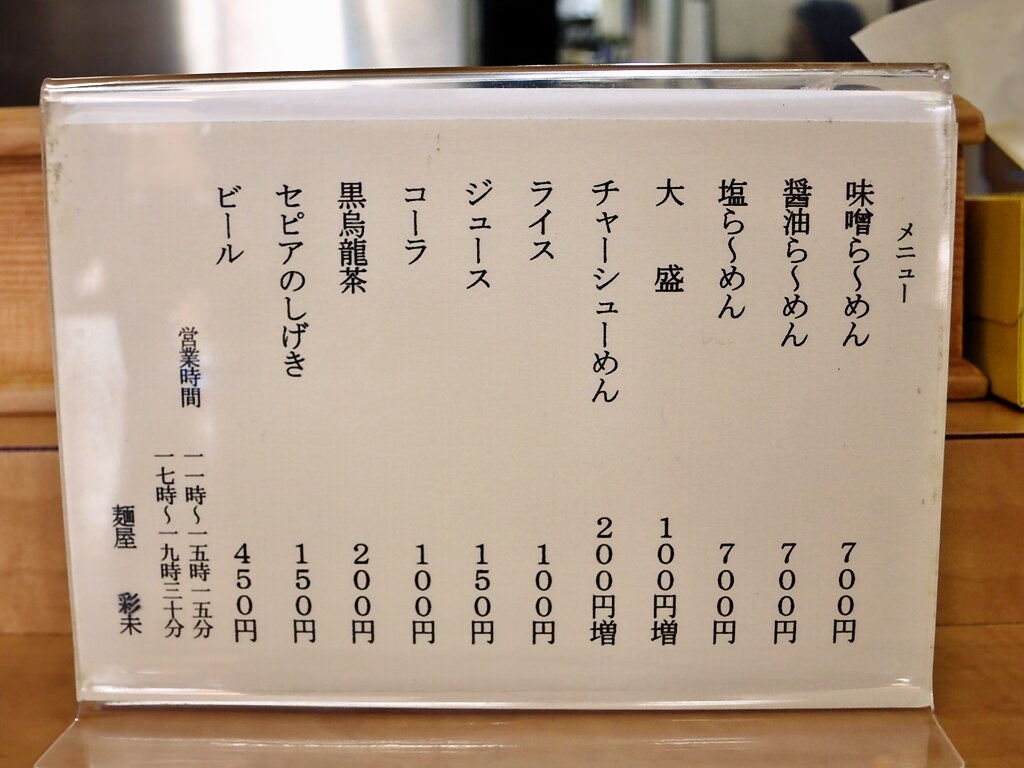 メニュー
味噌ら〜めん 700円
醤油ら〜めん 700円
塩ら〜めん 700円
大 盛 100円増
チャーシューめん 200円増
ライス 100円
ジュース 150円
コーラ 100円
黒烏龍茶 200円
セピアのしげき 150円
ビール 450円
営業時間 一一時〜一五時一五分
一七時〜一九時三十分
麺屋 彩未